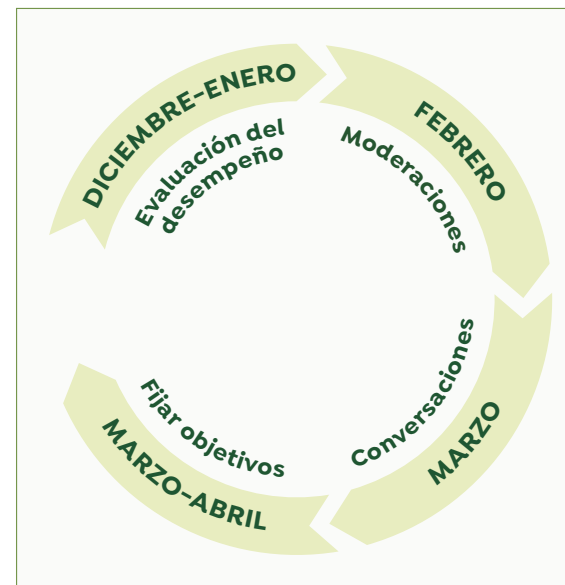 DICIEMBRE-ENERO
Evaluación del
desempeño
FEBRERO
Moderaciones
MARZO
Conversaciones
MARZO-ABRIL
Fijar objetivos